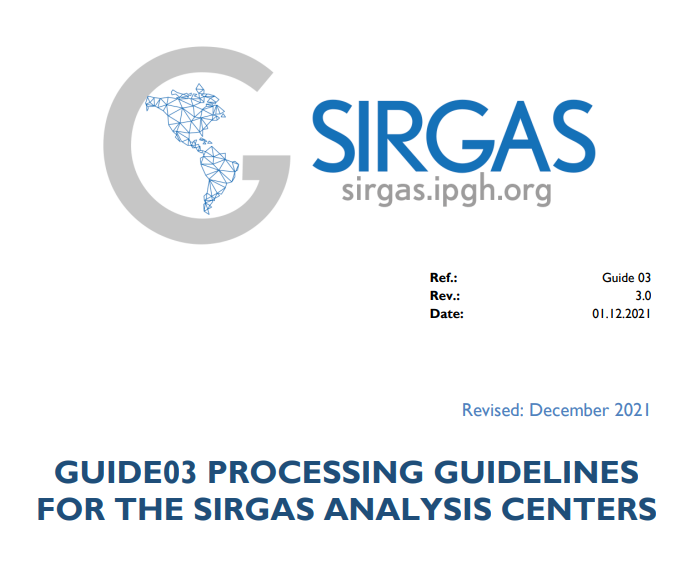 SIRGAS
sirgas.ipgh.org
Ref.: Guide 03
Rev.: 3.0
Date: 01.12.2021
Revised: December 2021
GUIDE03 PROCESSING GUIDELINES
FOR THE SIRGAS ANALYSIS CENTERS